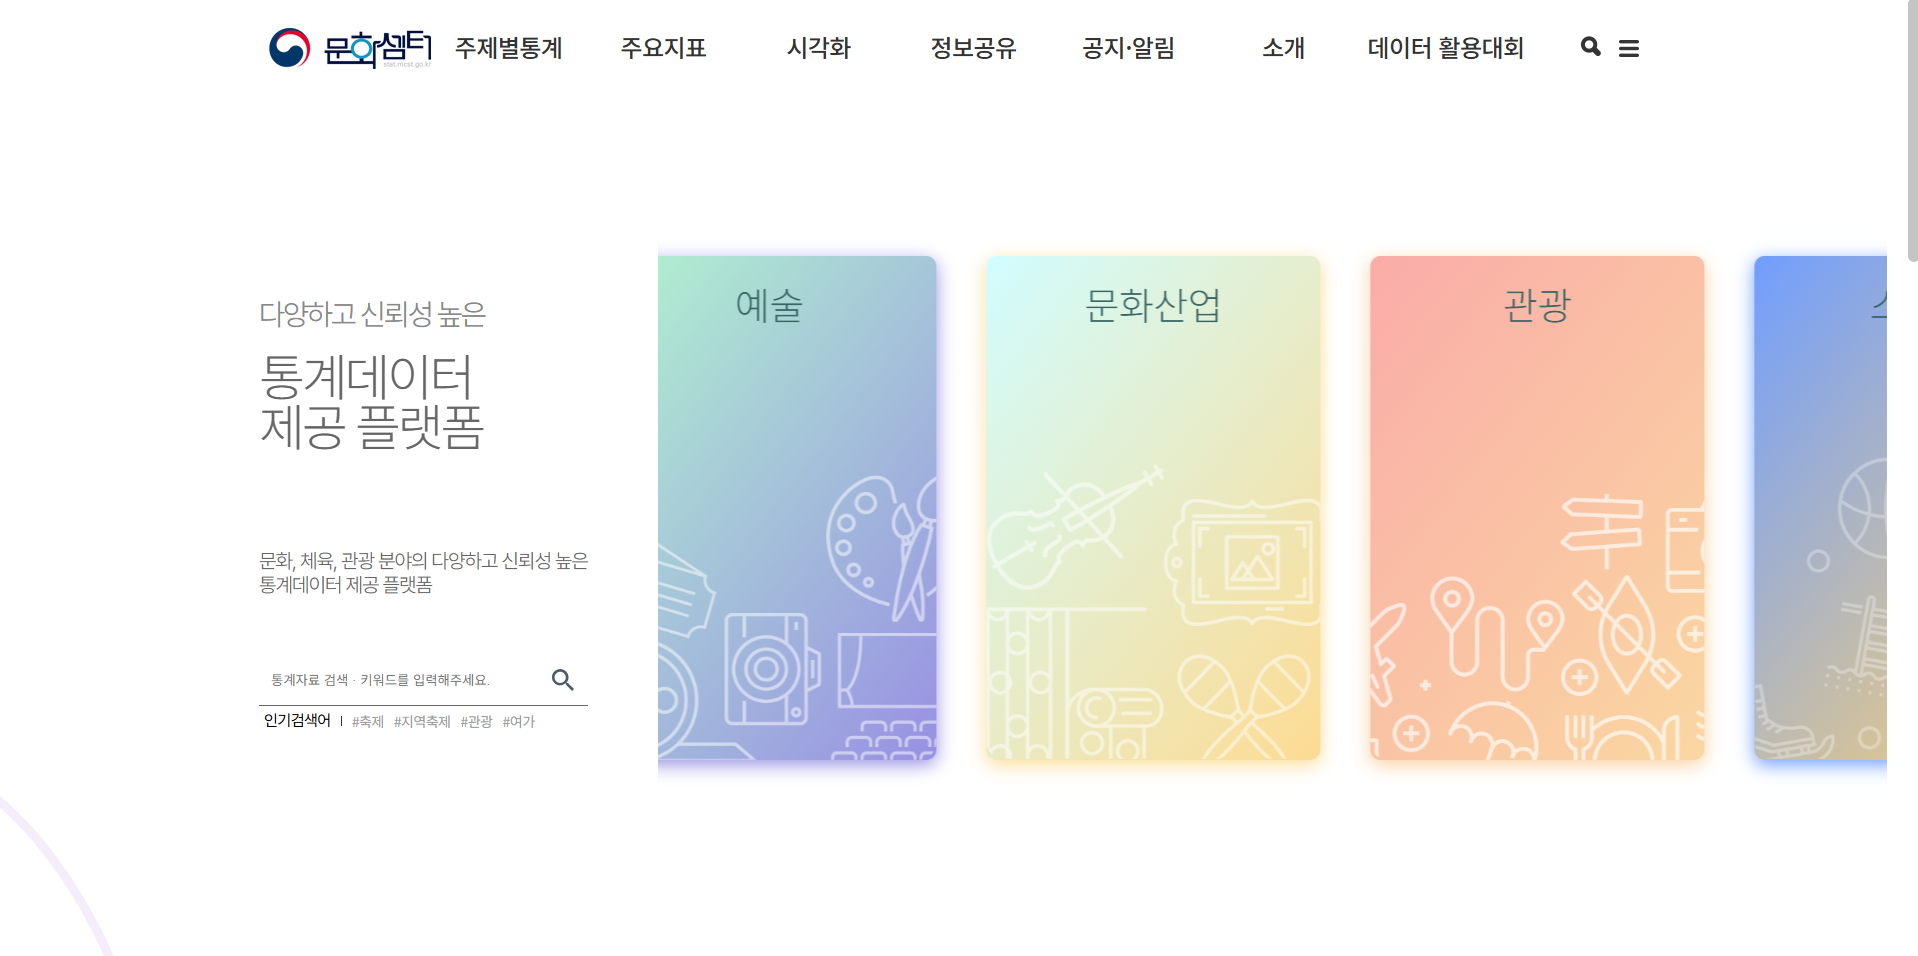 문화셈터
stat.mcst.go.kr
주제별통계 주요지표 시각화 정보공유 공지·알림 소개 데이터 활용대회
다양하고 신뢰성 높은
통계데이터
제공 플랫폼
문화, 체육, 관광 분야의 다양하고 신뢰성 높은
통계데이터 제공 플랫폼
통계자료 검색 · 키워드를 입력해주세요.
인기검색어 | #축제 #지역축제 #관광 #여가
예술
문화산업
관광